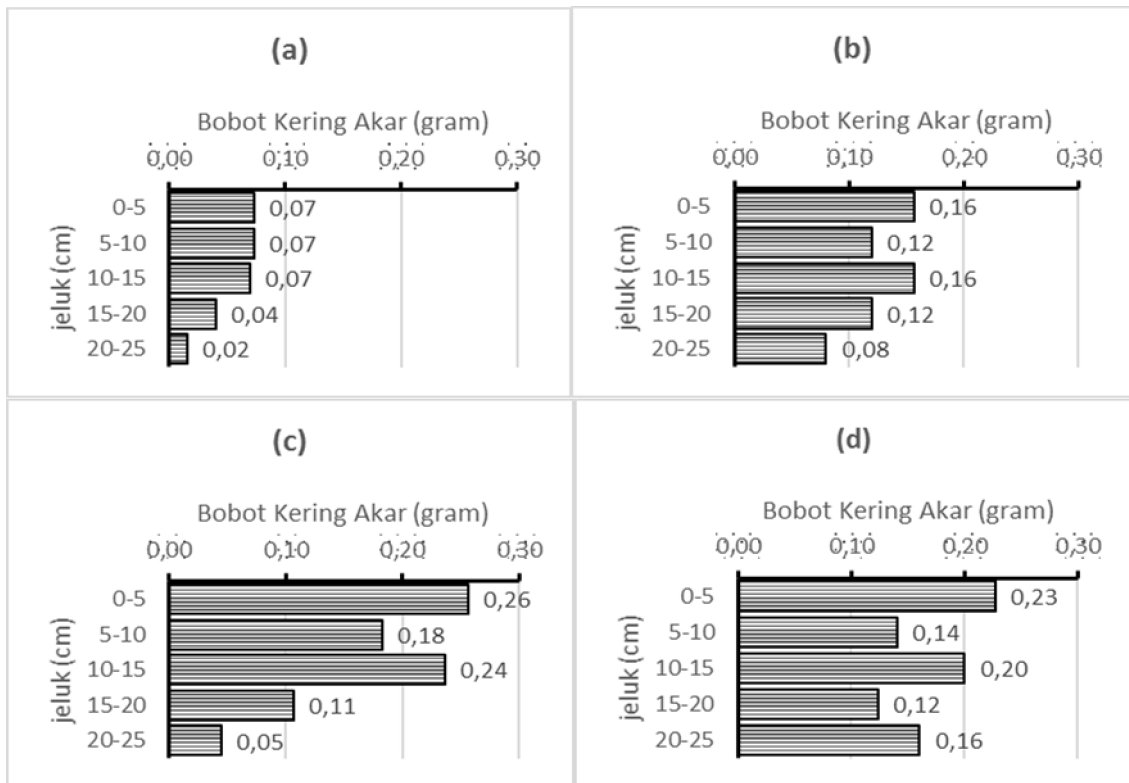 (a)
Bobot Kering Akar (gram)
0,00 0,10 0,20 0,30
jeluk (cm)
0-5 0,07
5-10 0,07
10-15 0,07
15-20 0,04
20-25 0,02
(b)
Bobot Kering Akar (gram)
0,00 0,10 0,20 0,30
jeluk (cm)
0-5 0,16
5-10 0,12
10-15 0,16
15-20 0,12
20-25 0,08
(c)
Bobot Kering Akar (gram)
0,00 0,10 0,20 0,30
jeluk (cm)
0-5 0,26
5-10 0,18
10-15 0,24
15-20 0,11
20-25 0,05
(d)
Bobot Kering Akar (gram)
0,00 0,10 0,20 0,30
jeluk (cm)
0-5 0,23
5-10 0,14
10-15 0,20
15-20 0,12
20-25 0,16